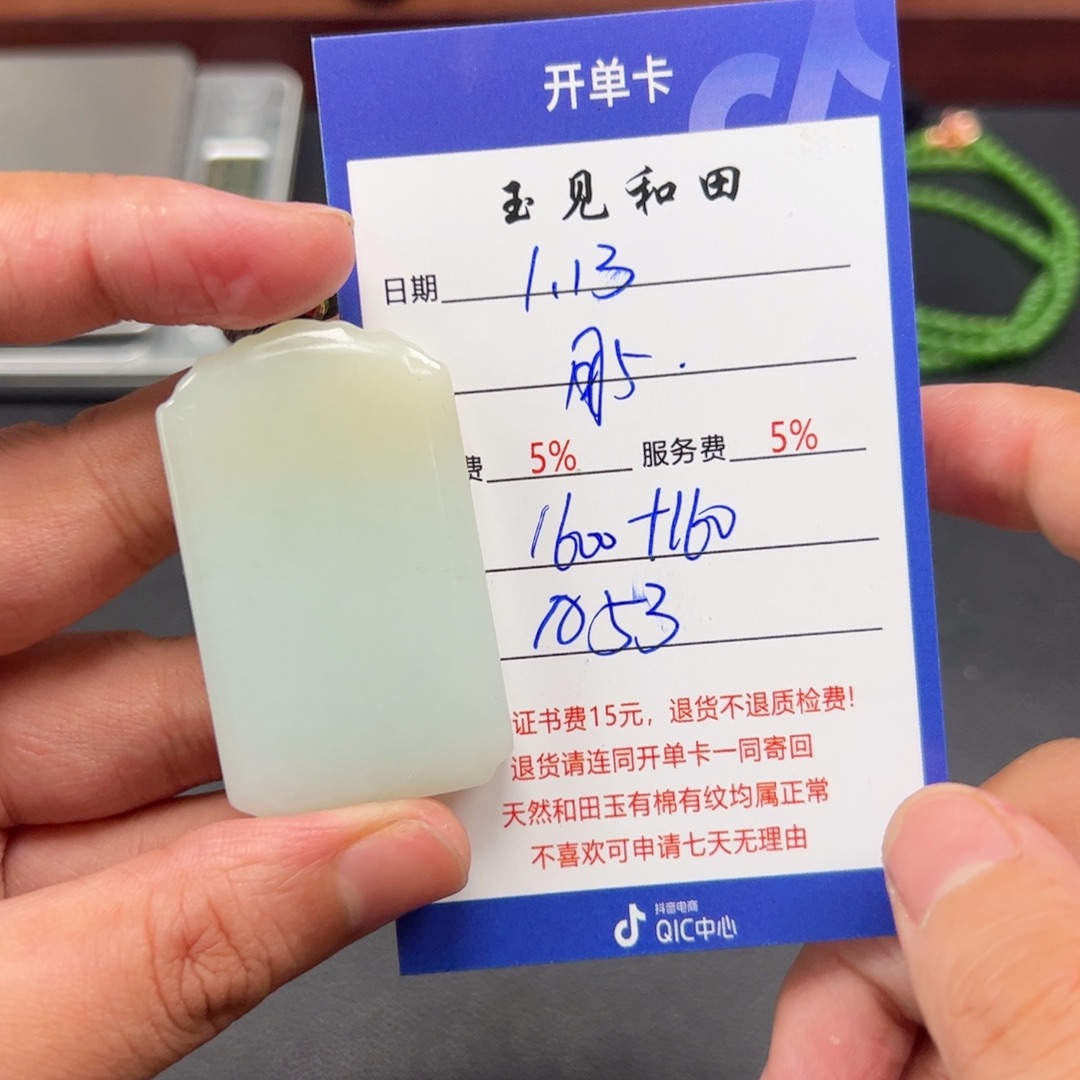 开单卡
玉见和田
日期 1.13
费 5% 服务费 5%
1600+160
证书费15元，退货不退质检费!
退货请连同开单卡一同寄回
天然和田玉有棉有纹均属正常
不喜欢可申请七天无理由
抖音电商
QIC中心